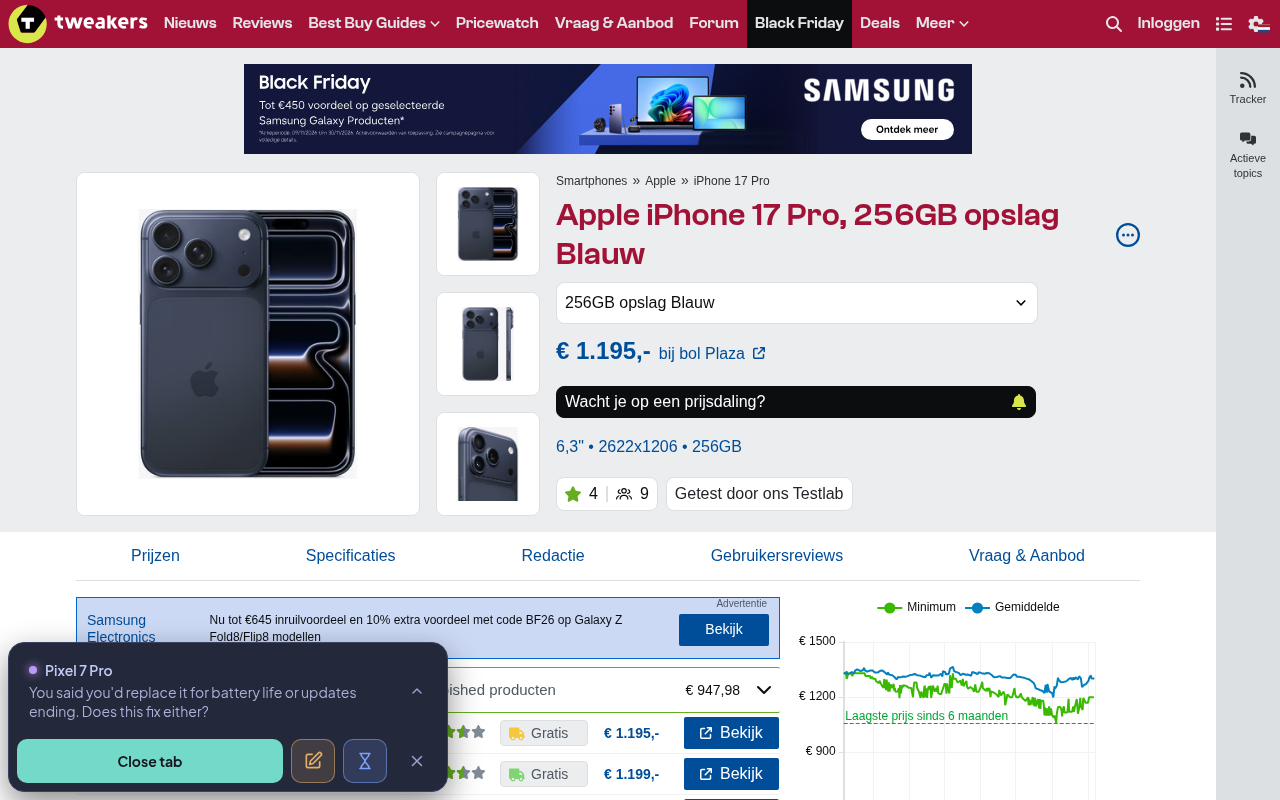 tweakers
Nieuws
Reviews
Best Buy Guides
Pricewatch
Vraag & Aanbod
Forum
Black Friday
Deals
Meer
Inloggen
Black Friday
Tot €450 voordeel op geselecteerde
Samsung Galaxy Producten*
SAMSUNG
Ontdek meer
Tracker
Actieve
topics
Smartphones » Apple » iPhone 17 Pro
Apple iPhone 17 Pro, 256GB opslag
Blauw
256GB opslag Blauw
€ 1.195,- bij bol Plaza
Wacht je op een prijsdaling?
6,3" • 2622x1206 • 256GB
4
9
Getest door ons Testlab
Prijzen
Specificaties
Redactie
Gebruikersreviews
Vraag & Aanbod
Advertentie
Samsung
Electronics
Nu tot €645 inruilvoordeel en 10% extra voordeel met code BF26 op Galaxy Z
Fold8/Flip8 modellen
Bekijk
ished producten
€ 947,98
Gratis
€ 1.195,-
Bekijk
Gratis
€ 1.199,-
Bekijk
Minimum
Gemiddelde
€ 1500
€ 1200
Laagste prijs sinds 6 maanden
€ 900
Pixel 7 Pro
You said you'd replace it for battery life or updates
ending. Does this fix either?
Close tab